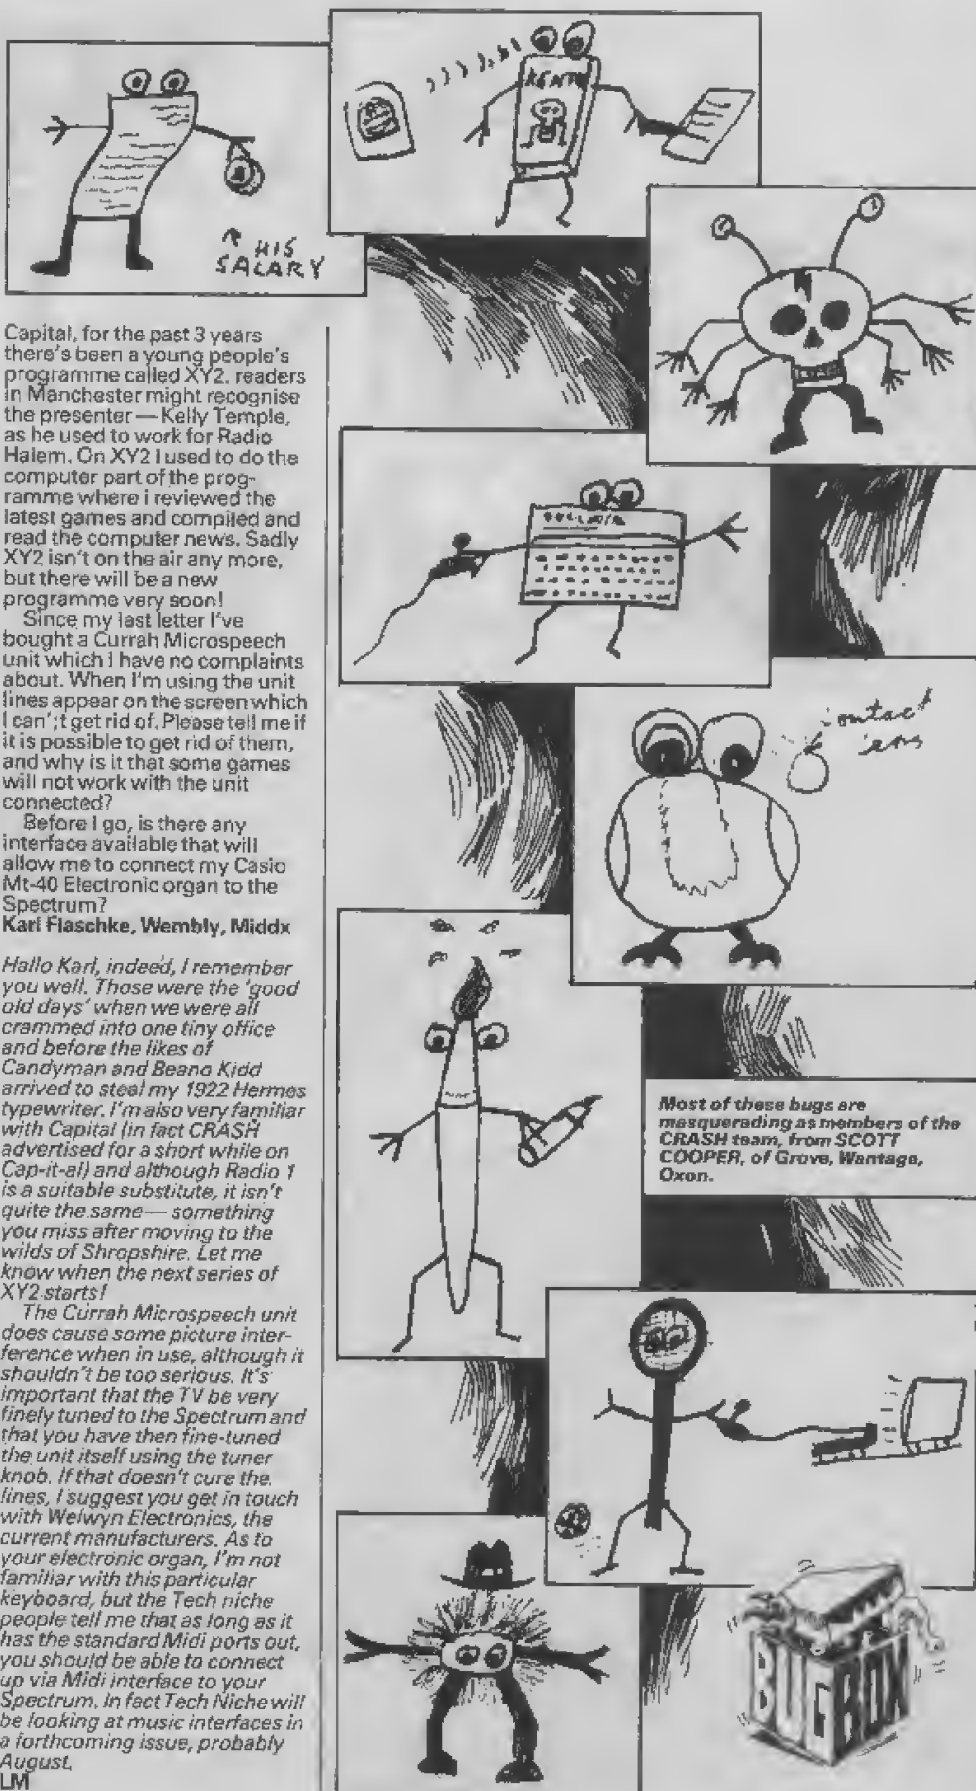 ↑ HIS
SALARY
Capital, for the past 3 years
there's been a young people's
programme called XY2. readers
in Manchester might recognise
the presenter — Kelly Temple,
as he used to work for Radio
Halem. On XY2 I used to do the
computer part of the prog-
ramme where i reviewed the
latest games and compiled and
read the computer news. Sadly
XY2 isn't on the air any more,
but there will be a new
programme very soon!
Since my last letter I've
bought a Currah Microspeech
unit which I have no complaints
about. When I'm using the unit
lines appear on the screen which
I can';t get rid of. Please tell me if
it is possible to get rid of them,
and why is it that some games
will not work with the unit
connected?
Before I go, is there any
interface available that will
allow me to connect my Casio
Mt-40 Electronic organ to the
Spectrum?
Karl Flaschke, Wembly, Middx
Hallo Karl, indeed, I remember
you well. Those were the 'good
old days' when we were all
crammed into one tiny office
and before the likes of
Candyman and Beano Kidd
arrived to steal my 1922 Hermes
typewriter. I'm also very familiar
with Capital (in fact CRASH
advertised for a short while on
Cap-it-al) and although Radio 1
is a suitable substitute, it isn't
quite the same — something
you miss after moving to the
wilds of Shropshire. Let me
know when the next series of
XY2 starts!
The Currah Microspeech unit
does cause some picture inter-
ference when in use, although it
shouldn't be too serious. It's
important that the TV be very
finely tuned to the Spectrum and
that you have then fine-tuned
the unit itself using the tuner
knob. If that doesn't cure the
lines, I suggest you get in touch
with Welwyn Electronics, the
current manufacturers. As to
your electronic organ, I'm not
familiar with this particular
keyboard, but the Tech niche
people tell me that as long as it
has the standard Midi ports out,
you should be able to connect
up via Midi interface to your
Spectrum. In fact Tech Niche will
be looking at music interfaces in
a forthcoming issue, probably
August.
LM
contact
lens
Most of these bugs are
masquerading as members of the
CRASH team, from SCOTT
COOPER, of Grove, Wantage,
Oxon.
BUG BOX